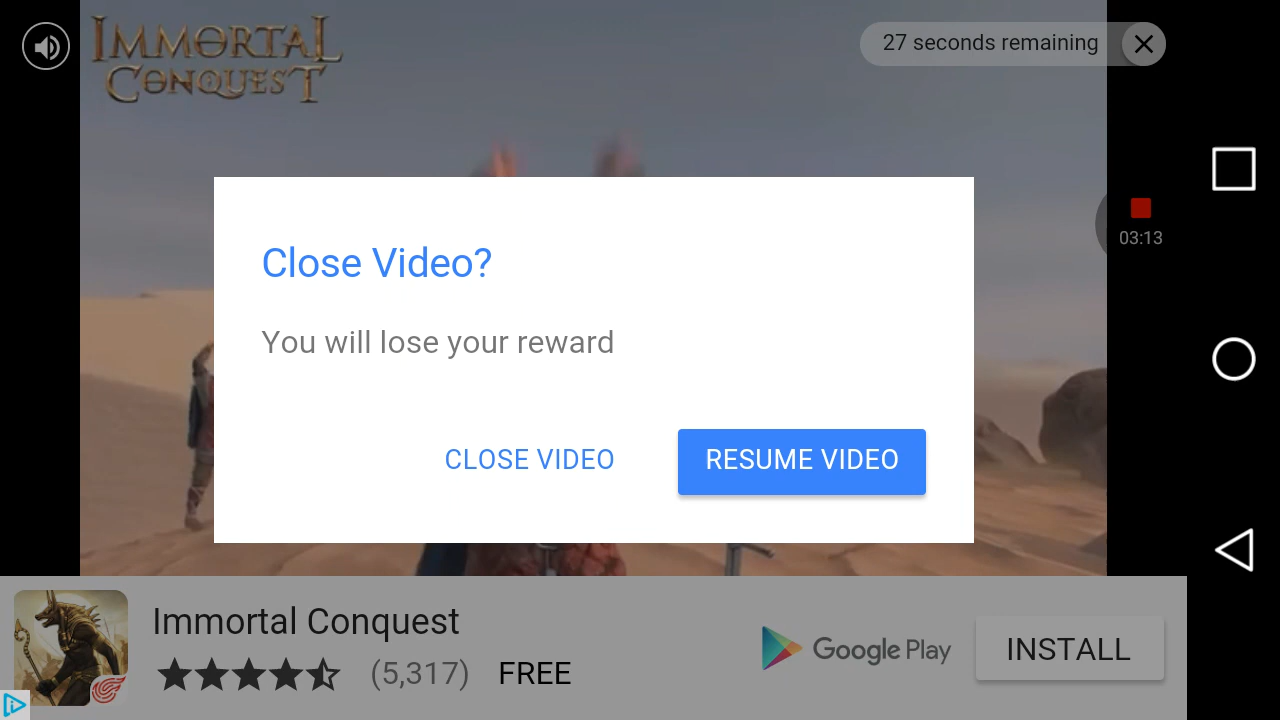 IMMORTAL
CONQUEST
27 seconds remaining
03:13
Close Video?
You will lose your reward
CLOSE VIDEO
RESUME VIDEO
Immortal Conquest
(5,317) FREE
Google Play
INSTALL